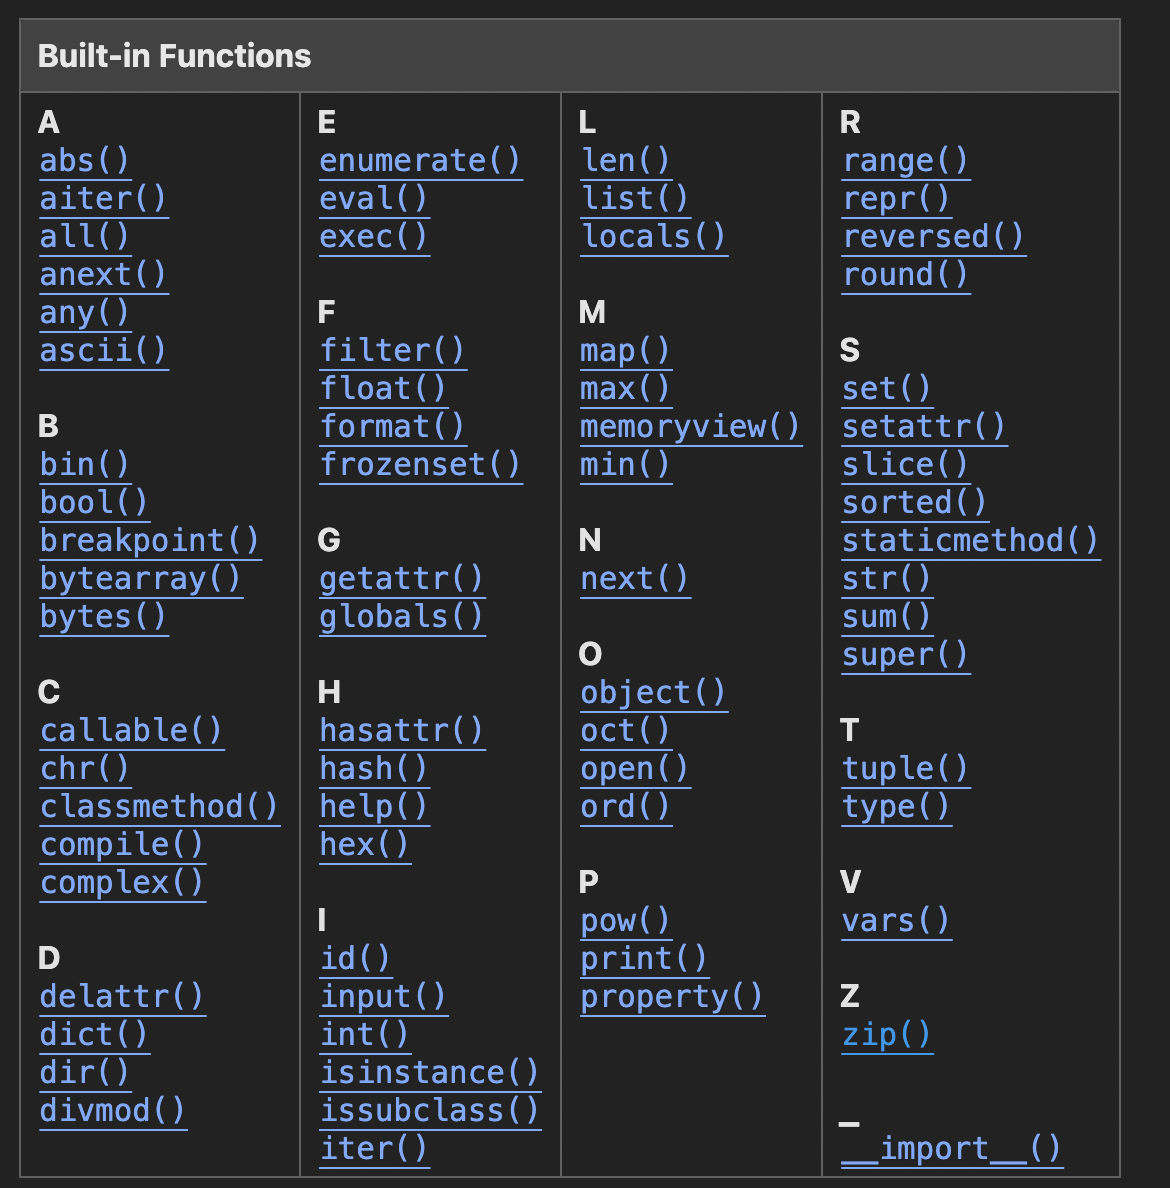 Built-in Functions
A
abs()
aiter()
all()
anext()
any()
ascii()
B
bin()
bool()
breakpoint()
bytearray()
bytes()
C
callable()
chr()
classmethod()
compile()
complex()
D
delattr()
dict()
dir()
divmod()
E
enumerate()
eval()
exec()
F
filter()
float()
format()
frozenset()
G
getattr()
globals()
H
hasattr()
hash()
help()
hex()
I
id()
input()
int()
isinstance()
issubclass()
iter()
L
len()
list()
locals()
M
map()
max()
memoryview()
min()
N
next()
O
object()
oct()
open()
ord()
P
pow()
print()
property()
R
range()
repr()
reversed()
round()
S
set()
setattr()
slice()
sorted()
staticmethod()
str()
sum()
super()
T
tuple()
type()
V
vars()
Z
zip()
_
__import__()